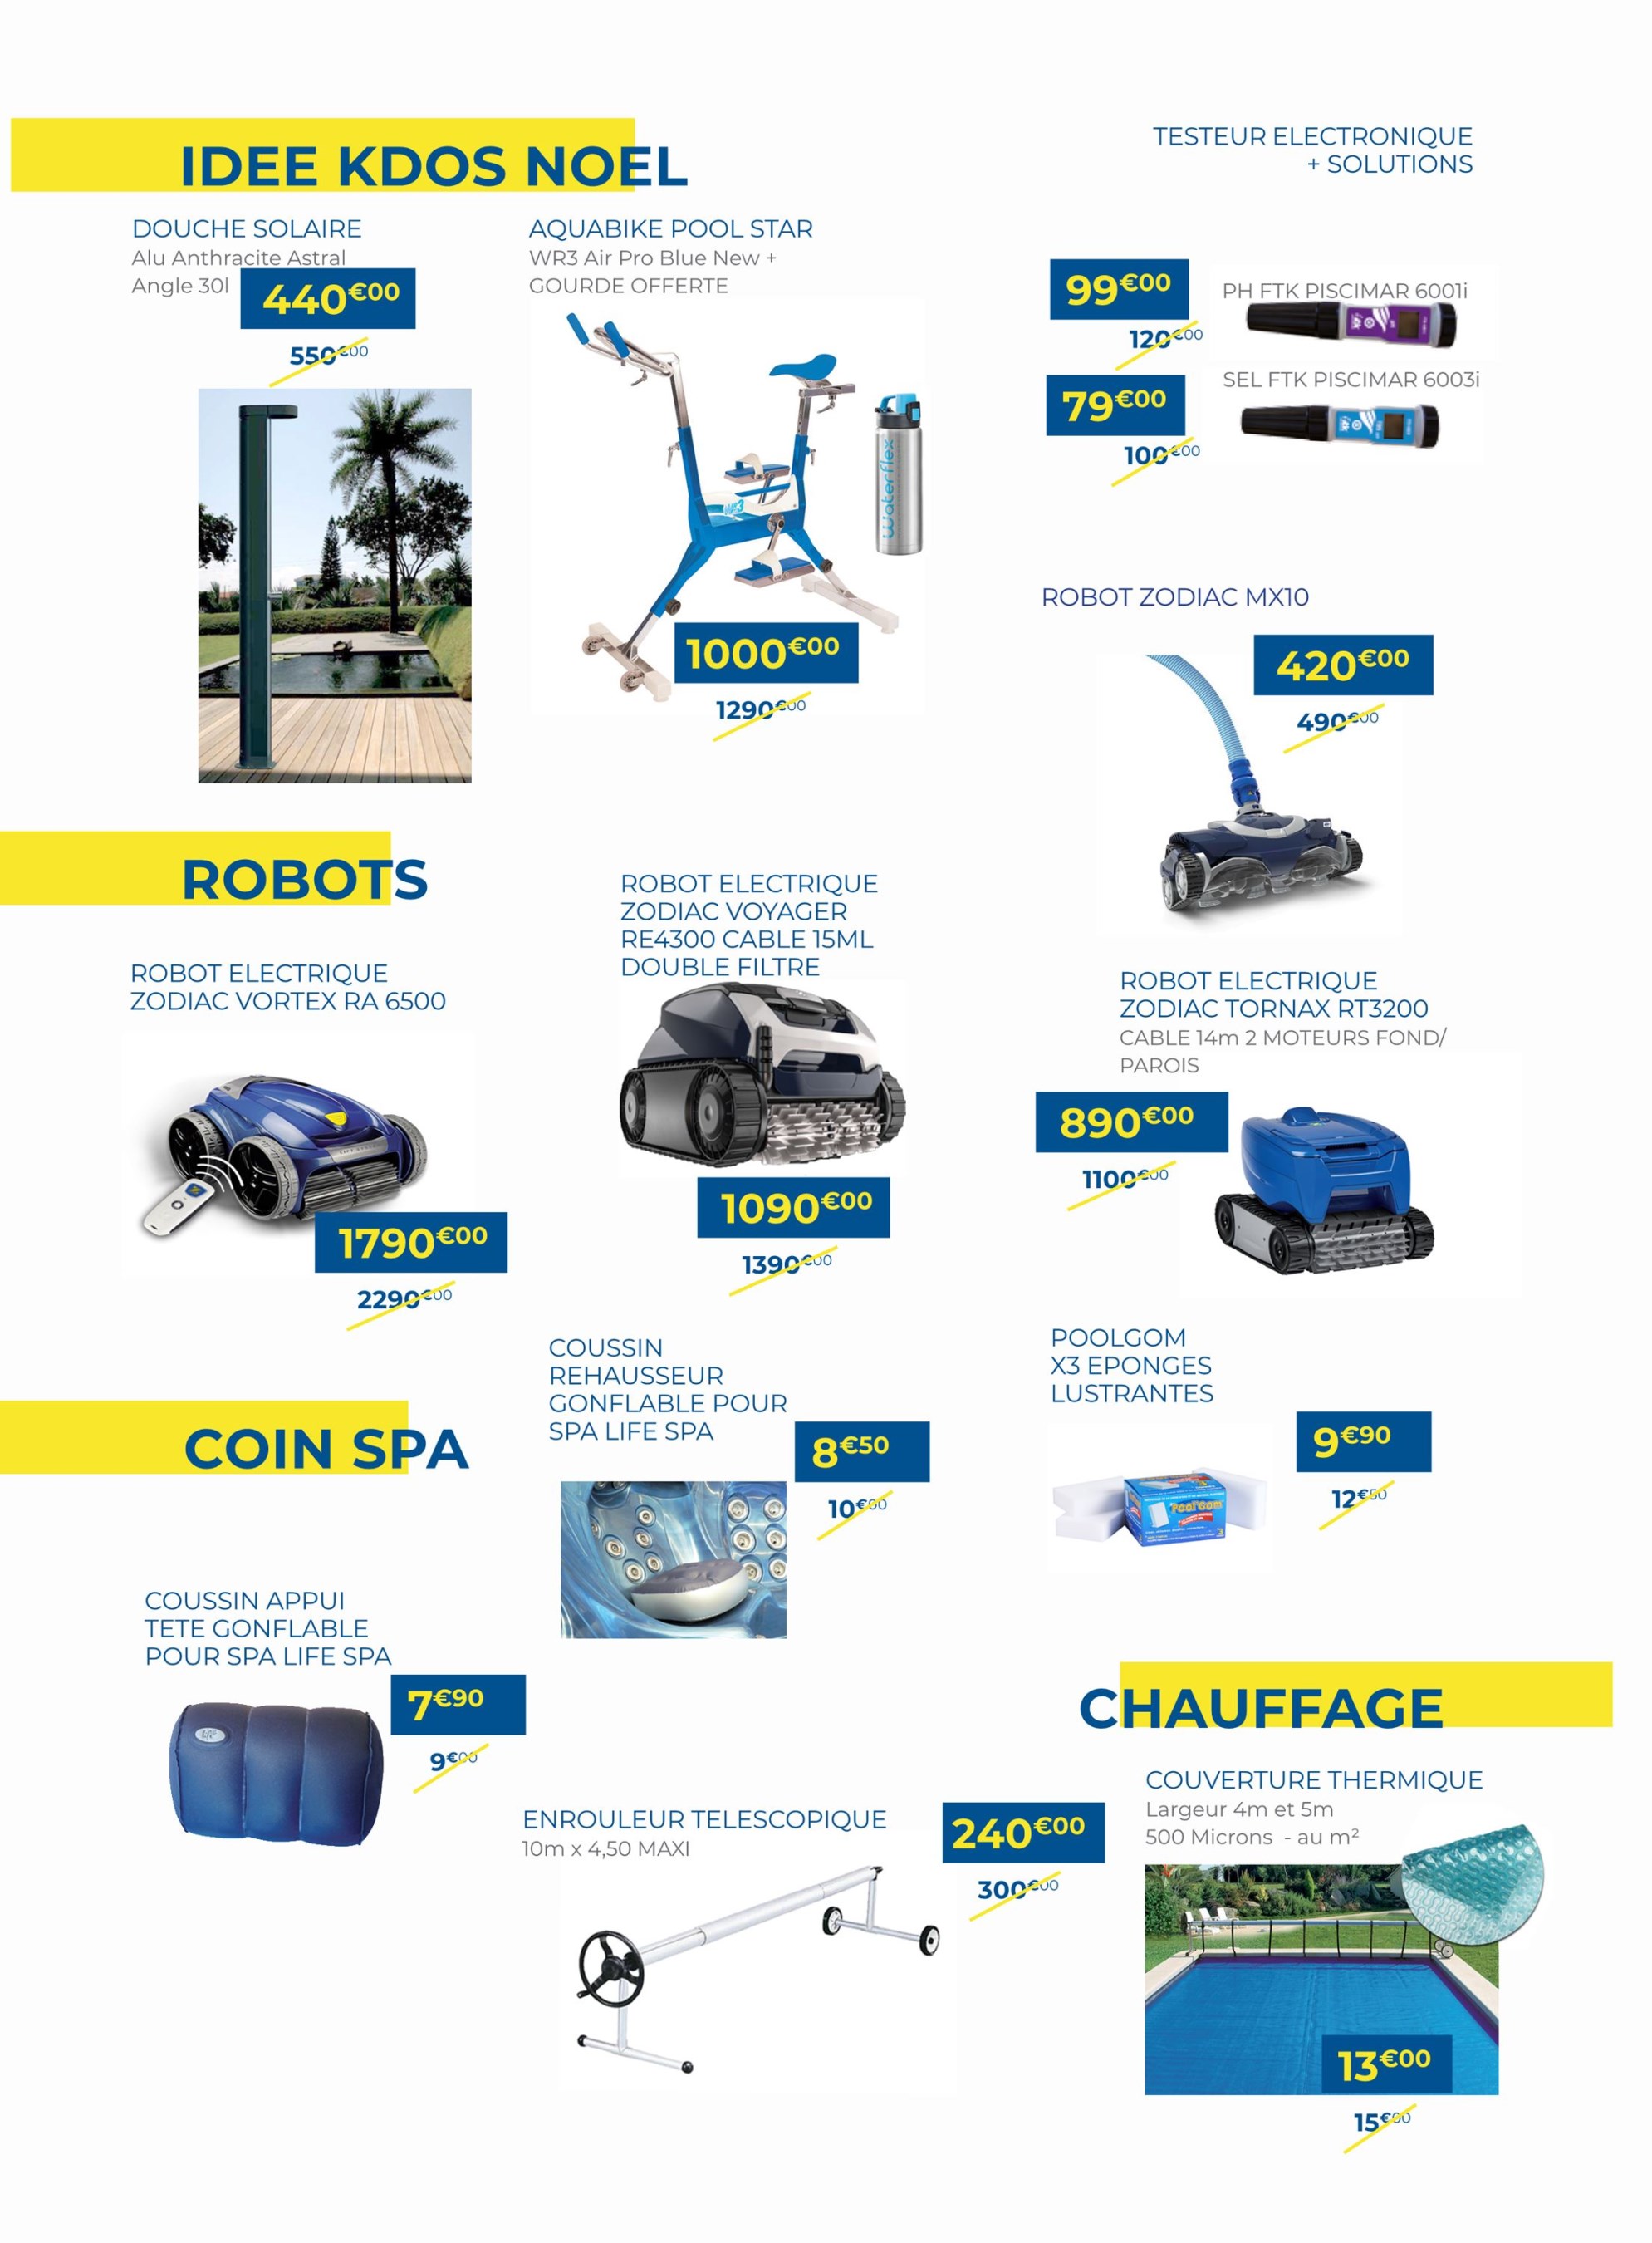 IDEE KDOS NOEL
DOUCHE SOLAIRE
Alu Anthracite Astral
Angle 30l
440€00
550€00
AQUABIKE POOL STAR
WR3 Air Pro Blue New +
GOURDE OFFERTE
Waterflex
WR3
1000€00
1290€00
TESTEUR ELECTRONIQUE
+ SOLUTIONS
99€00
120€00
PH FTK PISCIMAR 6001i
79€00
100€00
SEL FTK PISCIMAR 6003i
ROBOT ZODIAC MX10
420€00
490€00
ROBOTS
ROBOT ELECTRIQUE
ZODIAC VORTEX RA 6500
1790€00
2290€00
ROBOT ELECTRIQUE
ZODIAC VOYAGER
RE4300 CABLE 15ML
DOUBLE FILTRE
1090€00
1390€00
ROBOT ELECTRIQUE
ZODIAC TORNAX RT3200
CABLE 14m 2 MOTEURS FOND/
PAROIS
890€00
1100€00
COIN SPA
COUSSIN
REHAUSSEUR
GONFLABLE POUR
SPA LIFE SPA
8€50
10€00
POOLGOM
X3 EPONGES
LUSTRANTES
9€90
12€50
Pool'Gom
COUSSIN APPUI
TETE GONFLABLE
POUR SPA LIFE SPA
7€90
9€00
ENROULEUR TELESCOPIQUE
10m x 4,50 MAXI
240€00
300€00
CHAUFFAGE
COUVERTURE THERMIQUE
Largeur 4m et 5m
500 Microns - au m²
13€00
15€00